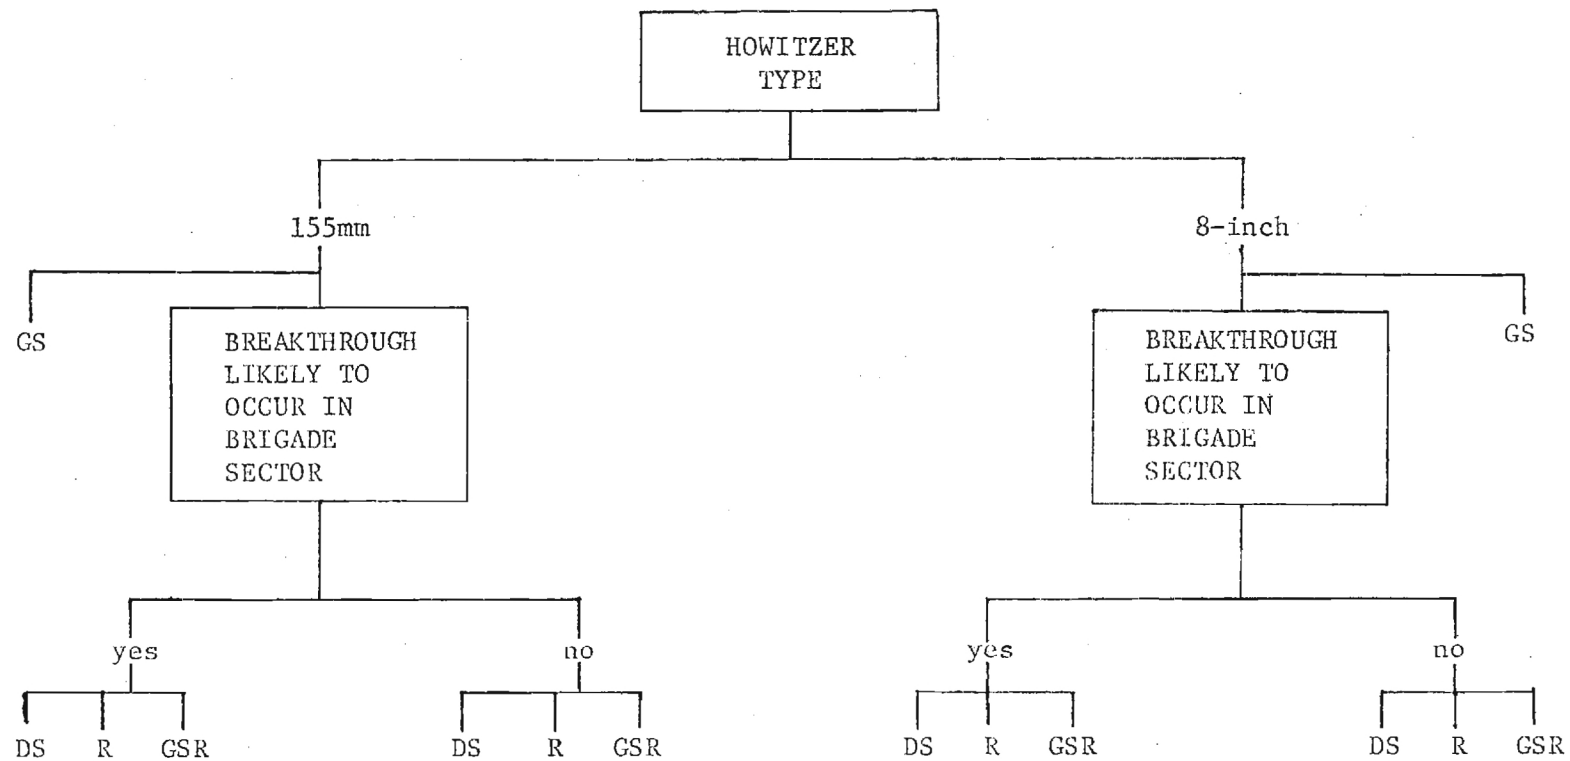 HOWITZER
TYPE
155mm
8-inch
GS
BREAKTHROUGH
LIKELY TO
OCCUR IN
BRIGADE
SECTOR
BREAKTHROUGH
LIKELY TO
OCCUR IN
BRIGADE
SECTOR
GS
yes
no
yes
no
DS R GSR
DS R GSR
DS R GSR
DS R GSR